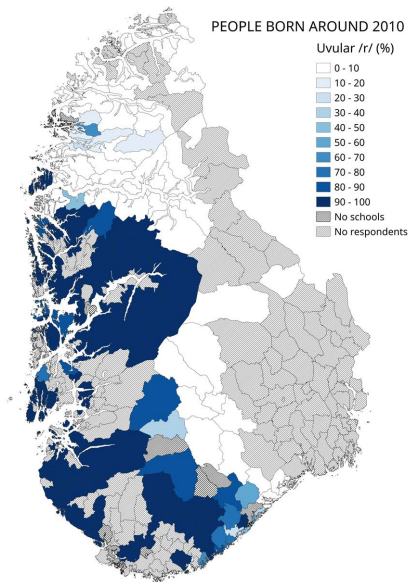 PEOPLE BORN AROUND 2010
Uvular /r/ (%)
0 - 10
10 - 20
20 - 30
30 - 40
40 - 50
50 - 60
60 - 70
70 - 80
80 - 90
90 - 100
No schools
No respondents